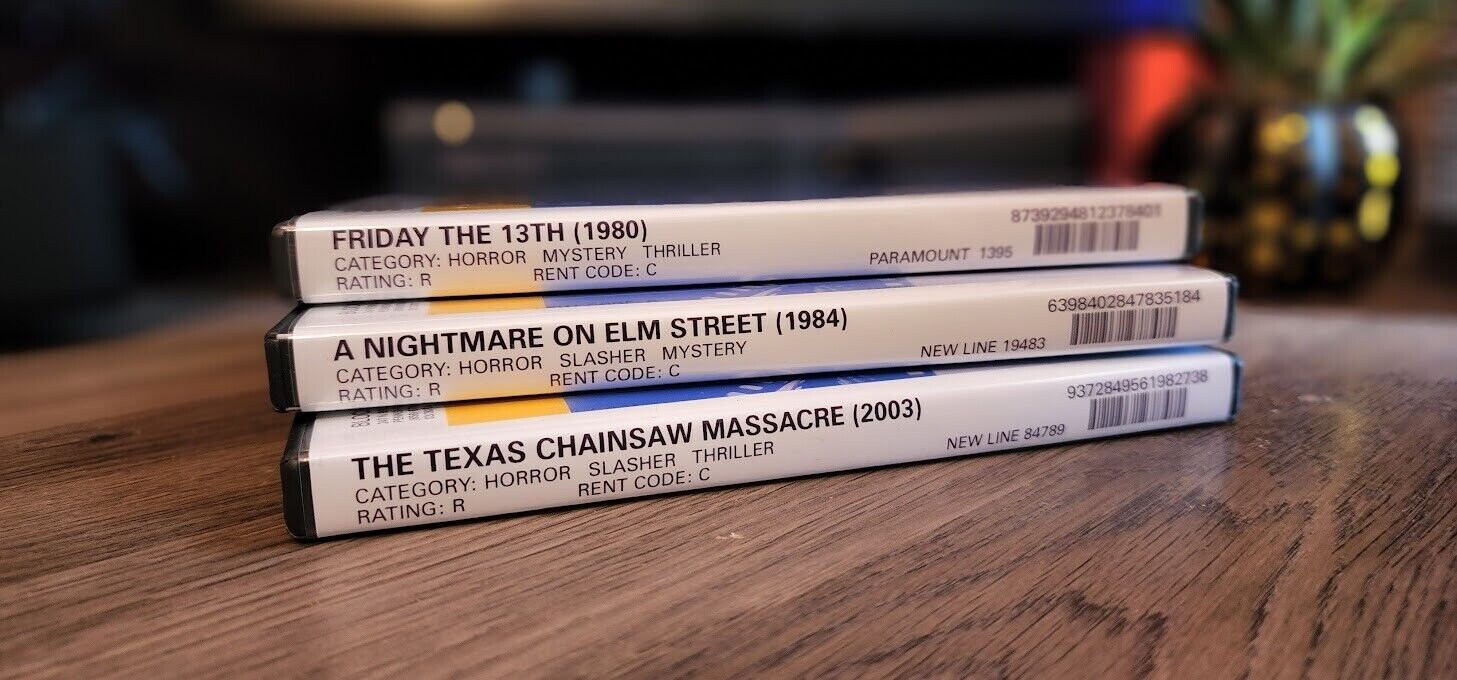 FRIDAY THE 13TH (1980)
CATEGORY: HORROR MYSTERY THRILLER
RATING: R RENT CODE: C
PARAMOUNT 1395
8739294812378401
A NIGHTMARE ON ELM STREET (1984)
CATEGORY: HORROR SLASHER MYSTERY
RATING: R RENT CODE: C
NEW LINE 19483
6398402847835184
THE TEXAS CHAINSAW MASSACRE (2003)
CATEGORY: HORROR SLASHER THRILLER
RATING: R RENT CODE: C
NEW LINE 84789
9372849561982738